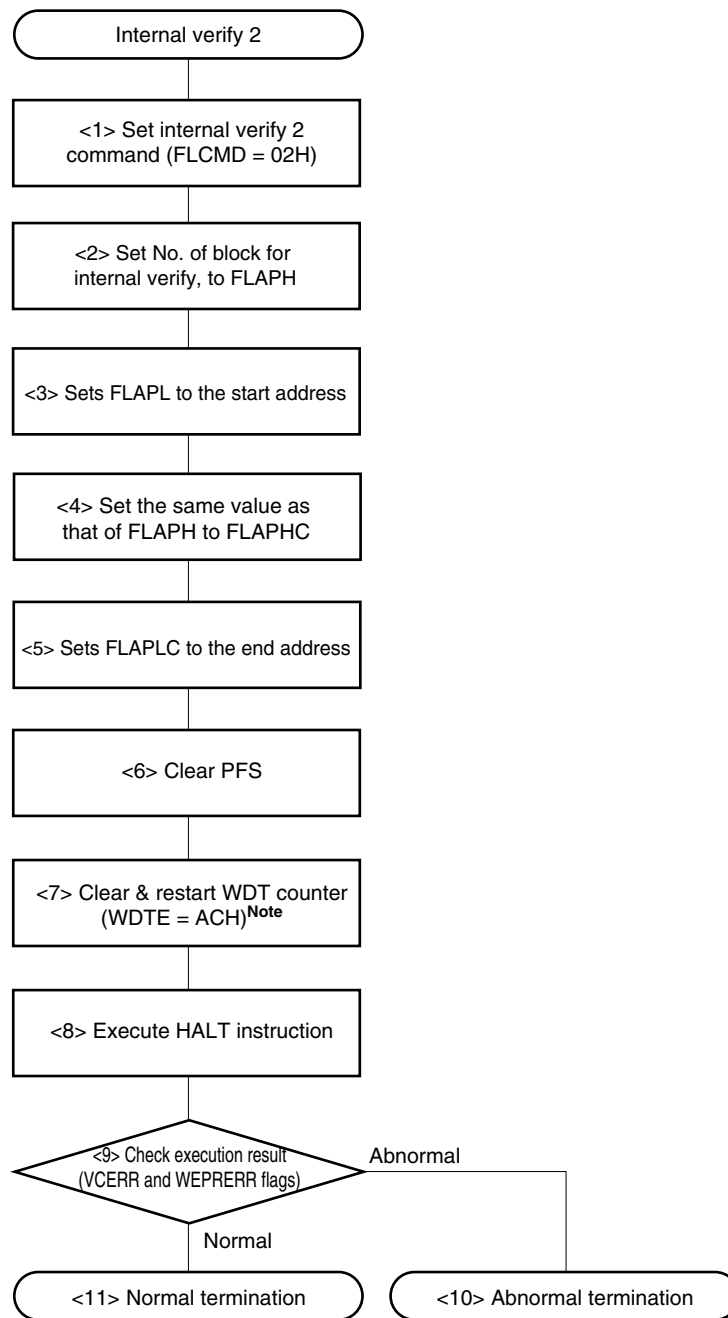 Internal verify 2
<1> Set internal verify 2
command (FLCMD = 02H)
<2> Set No. of block for
internal verify, to FLAPH
<3> Sets FLAPL to the start address
<4> Set the same value as
that of FLAPH to FLAPHC
<5> Sets FLAPLC to the end address
<6> Clear PFS
<7> Clear & restart WDT counter
(WDTE = ACH)Note
<8> Execute HALT instruction
<9> Check execution result
(VCERR and WEPRERR flags)
Abnormal
Normal
<11> Normal termination
<10> Abnormal termination